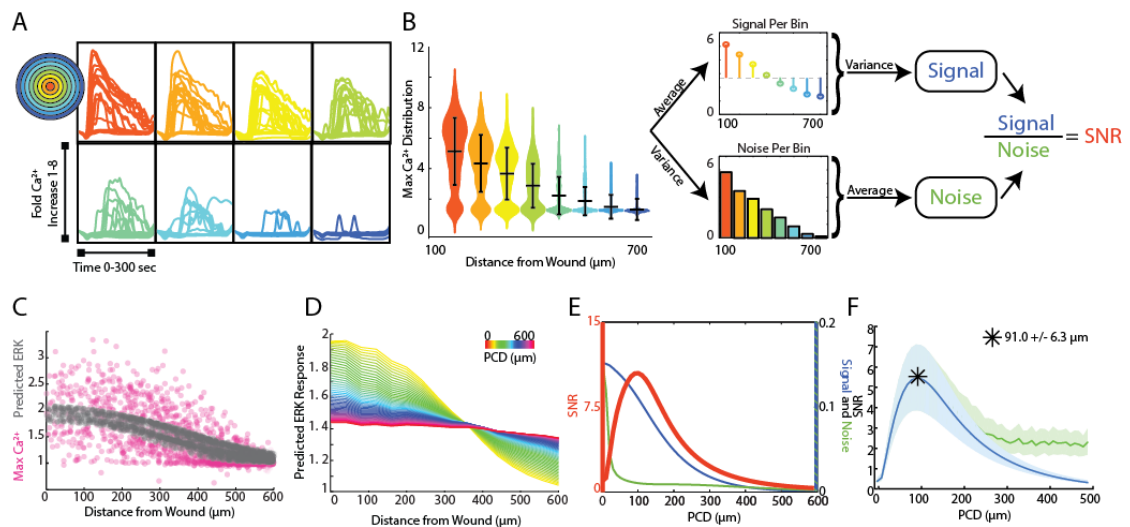 A
Fold Ca²⁺
Increase 1-8
Time 0-300 sec
B
Max Ca²⁺ Distribution
12
8
4
0
100
700
Distance from Wound (μm)
Average
Variance
Signal Per Bin
6
0
100
700
Noise Per Bin
6
0
100
700
Variance
Average
Signal
Noise
Signal
Noise
= SNR
C
Max Ca²⁺ Predicted ERK
3
2.5
2
1.5
1
0
100
200
300
400
500
600
Distance from Wound (μm)
D
Predicted ERK Response
2
1.8
1.6
1.4
1.2
1
0
600
PCD (μm)
0
100
200
300
400
500
600
Distance from Wound (μm)
E
SNR
15
7.5
0
0
100
200
300
400
500
600
PCD (μm)
0.2
0.1
0
Signal and Noise
F
SNR
8
7
6
5
4
3
2
1
0
91.0 +/- 6.3 μm
0
100
200
300
400
500
PCD (μm)